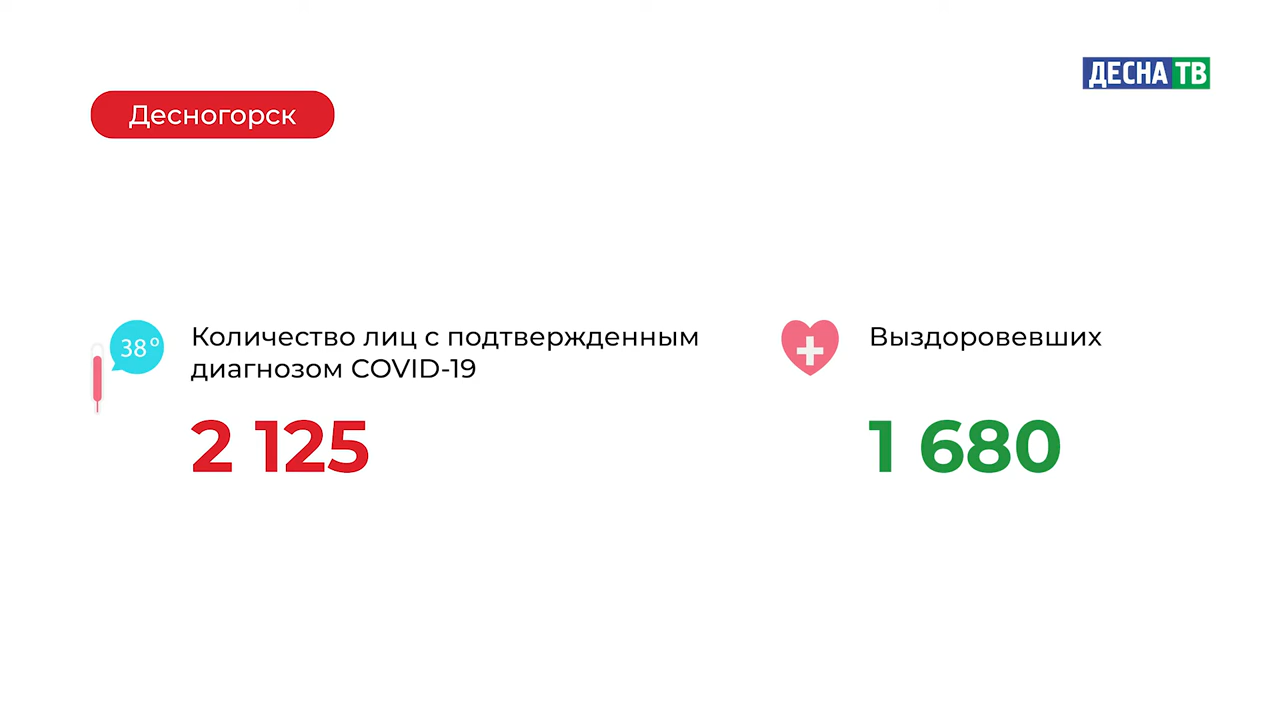 ДЕСНА ТВ
Десногорск
38°
Количество лиц с подтвержденным
диагнозом COVID-19
2 125
Выздоровевших
1 680